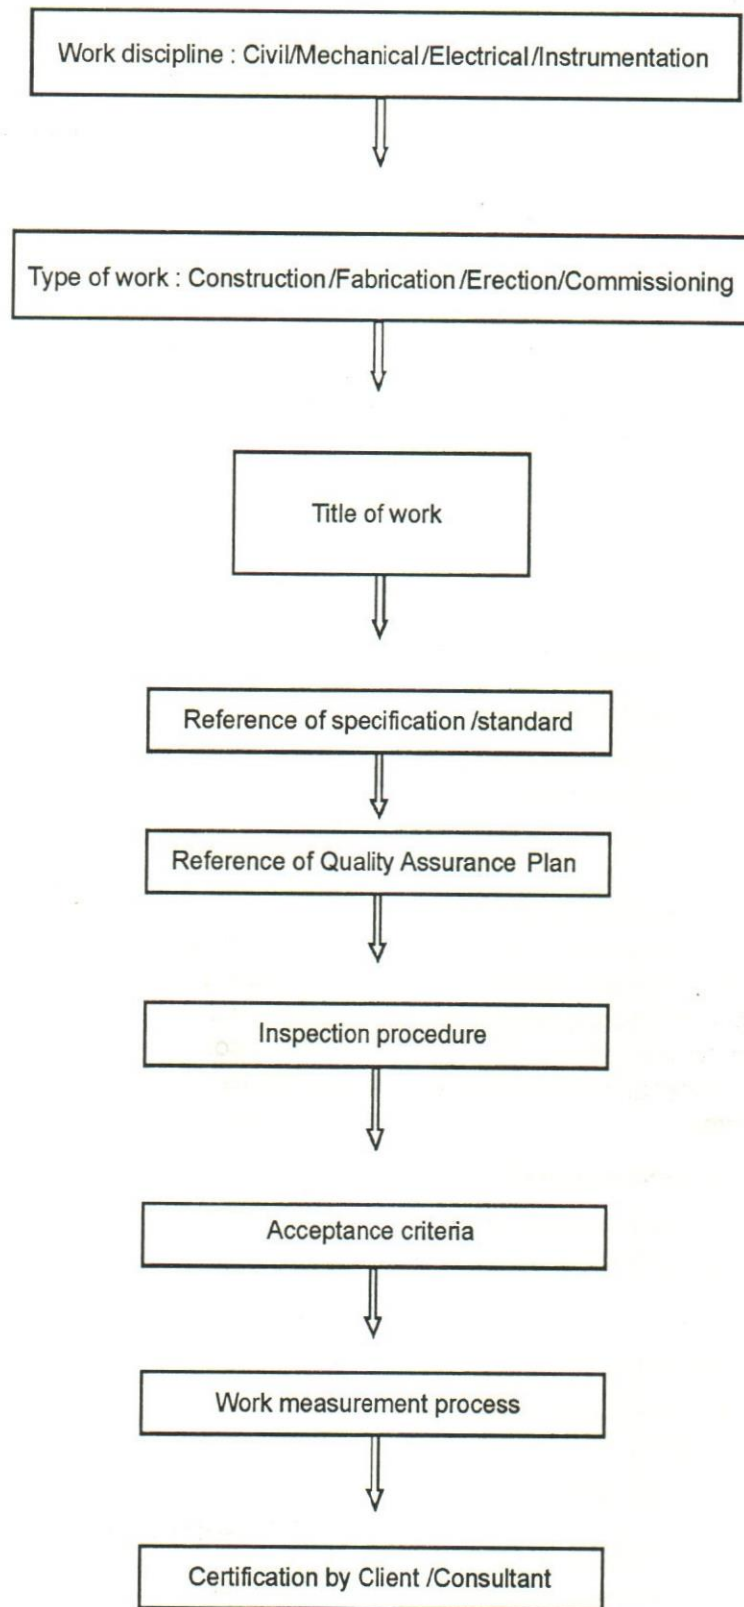 Work discipline : Civil/Mechanical/Electrical/Instrumentation
Type of work : Construction/Fabrication/Erection/Commissioning
Title of work
Reference of specification/standard
Reference of Quality Assurance Plan
Inspection procedure
Acceptance criteria
Work measurement process
Certification by Client/Consultant